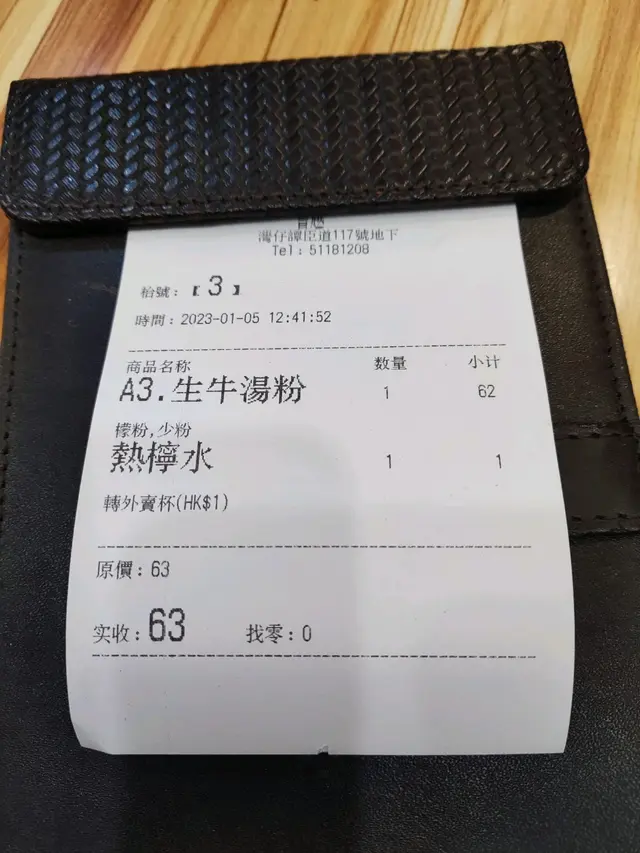 灣仔譚臣道117號地下
Tel：51181208
枱號：【3】
時間：2023-01-05 12:41:52
商品名称 数量 小计
A3.生牛湯粉 1 62
檬粉,少粉
熱檸水 1 1
轉外賣杯(HK$1)
原價：63
实收：63 找零：0